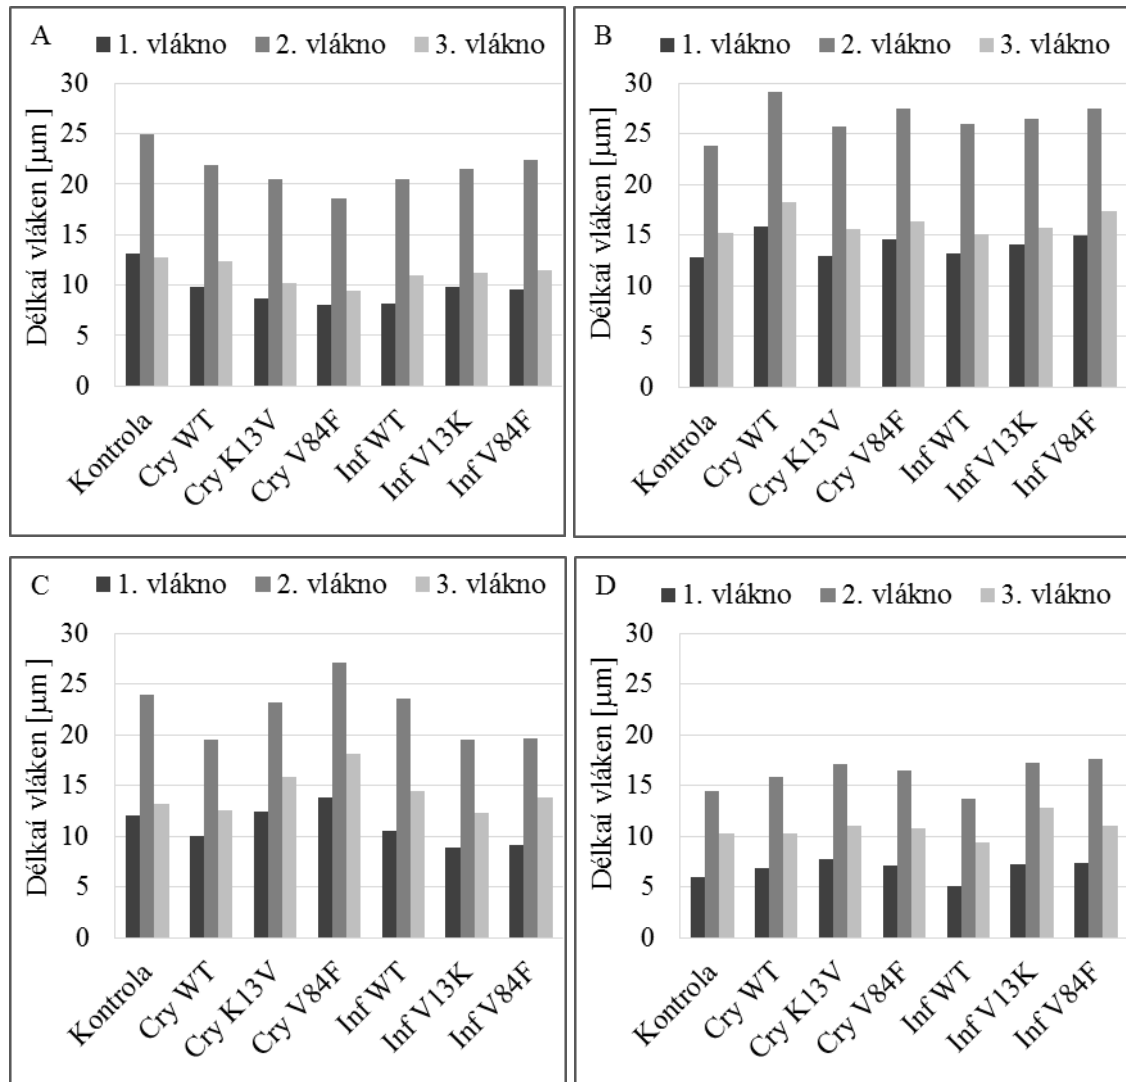 A
1. vlákno 2. vlákno 3. vlákno
Délkaí vláken [µm ]
30
25
20
15
10
5
0
Kontrola
Cry WT
Cry K13V
Cry V84F
Inf WT
Inf V13K
Inf V84F
B
1. vlákno 2. vlákno 3. vlákno
Délkaí vláken [µm ]
30
25
20
15
10
5
0
Kontrola
Cry WT
Cry K13V
Cry V84F
Inf WT
Inf V13K
Inf V84F
C
1. vlákno 2. vlákno 3. vlákno
Délkaí vláken [µm ]
30
25
20
15
10
5
0
Kontrola
Cry WT
Cry K13V
Cry V84F
Inf WT
Inf V13K
Inf V84F
D
1. vlákno 2. vlákno 3. vlákno
Délkaí vláken [µm ]
30
25
20
15
10
5
0
Kontrola
Cry WT
Cry K13V
Cry V84F
Inf WT
Inf V13K
Inf V84F